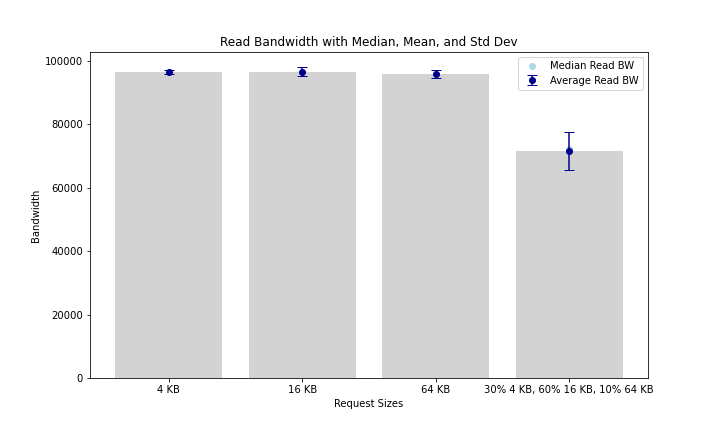 Read Bandwidth with Median, Mean, and Std Dev
Median Read BW
Average Read BW
100000
80000
60000
40000
20000
0
Bandwidth
4 KB
16 KB
64 KB
30% 4 KB, 60% 16 KB, 10% 64 KB
Request Sizes